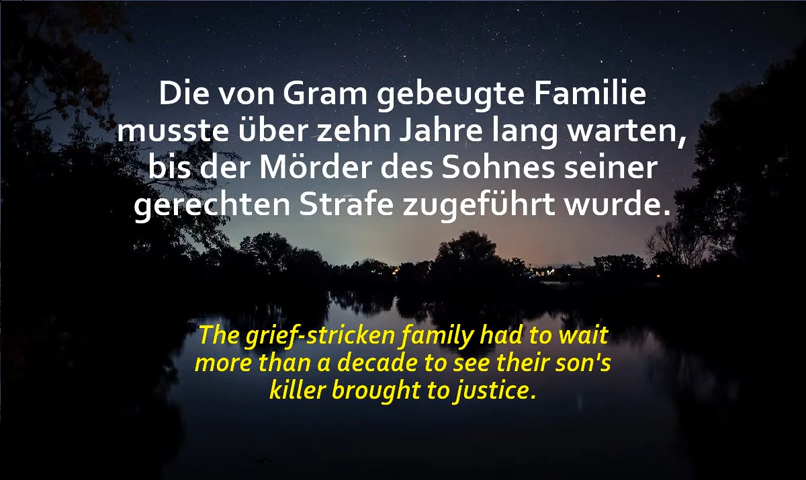 Die von Gram gebeugte Familie
musste über zehn Jahre lang warten,
bis der Mörder des Sohnes seiner
gerechten Strafe zugeführt wurde.
The grief-stricken family had to wait
more than a decade to see their son's
killer brought to justice.